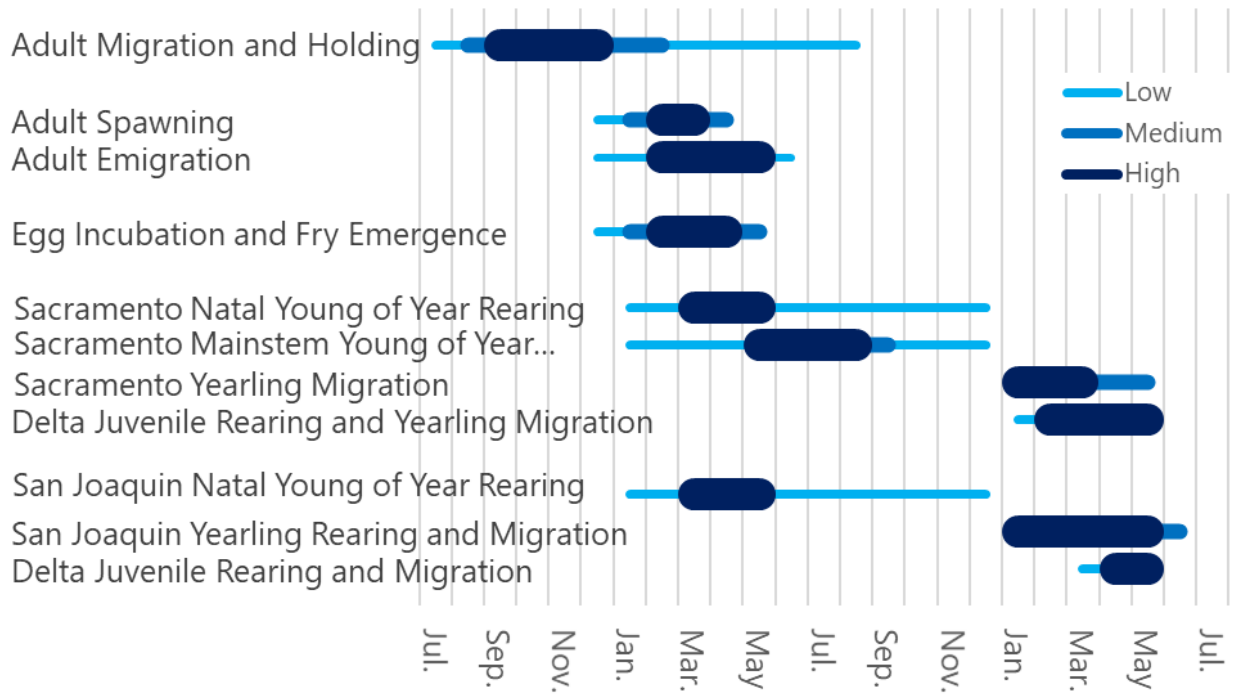 Adult Migration and Holding
Low
Adult Spawning
Medium
Adult Emigration
High
Egg Incubation and Fry Emergence
Sacramento Natal Young of Year Rearing
Sacramento Mainstem Young of Year...
Sacramento Yearling Migration
Delta Juvenile Rearing and Yearling Migration
San Joaquin Natal Young of Year Rearing
San Joaquin Yearling Rearing and Migration
Delta Juvenile Rearing and Migration
Jul. Sep. Nov. Jan. Mar. May Jul. Sep. Nov. Jan. Mar. May Jul.